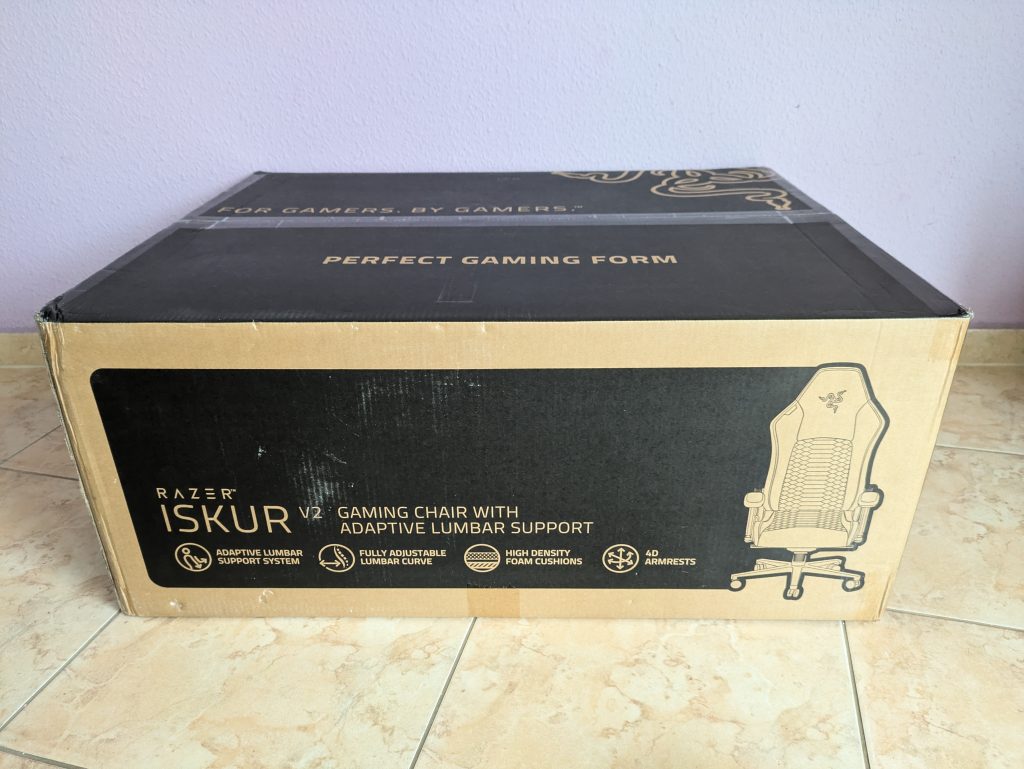 FOR GAMERS. BY GAMERS.™
PERFECT GAMING FORM
RAZER™
ISKUR V2 GAMING CHAIR WITH
ADAPTIVE LUMBAR SUPPORT
ADAPTIVE LUMBAR
SUPPORT SYSTEM
FULLY ADJUSTABLE
LUMBAR CURVE
HIGH DENSITY
FOAM CUSHIONS
4D
ARMRESTS